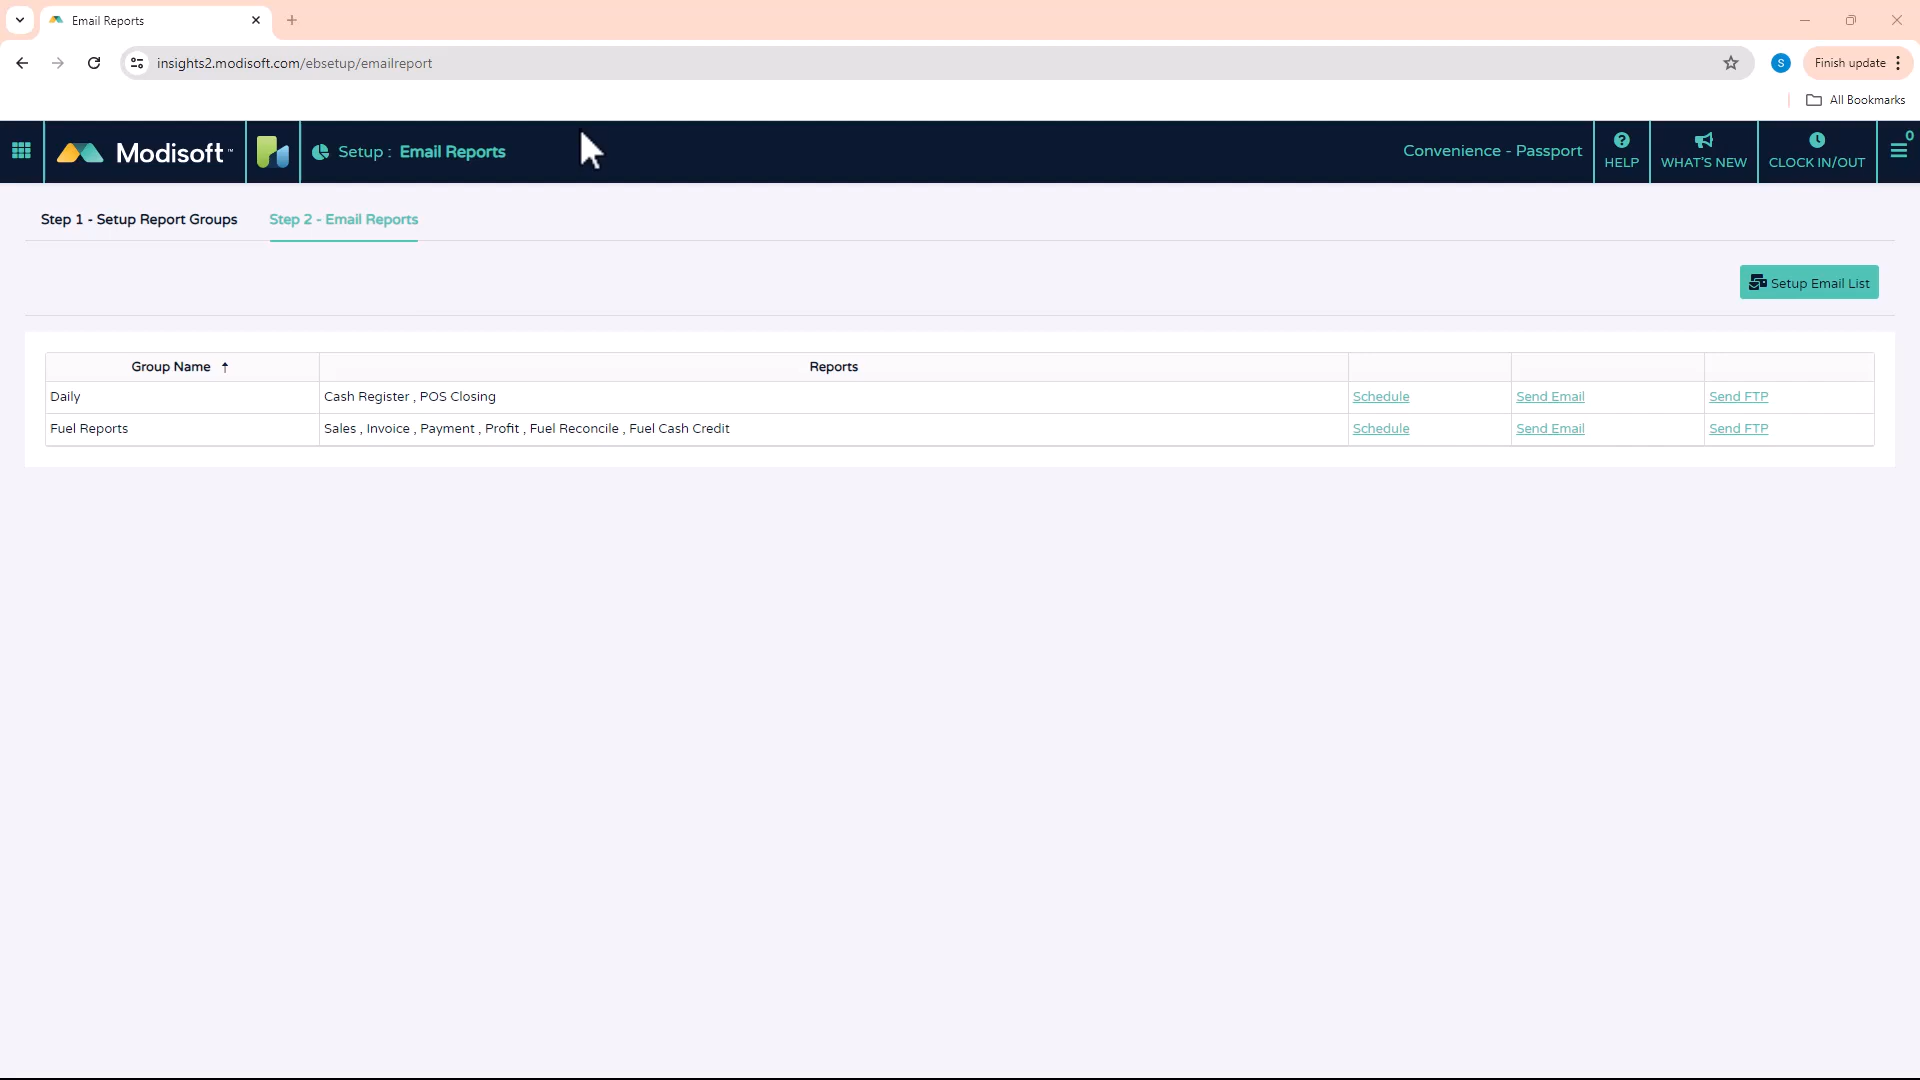 Email Reports
insights2.modisoft.com/ebsetup/emailreport
S
Finish update
All Bookmarks
Modisoft™
Setup : Email Reports
Convenience - Passport
HELP
WHAT'S NEW
CLOCK IN/OUT
0
Step 1 - Setup Report Groups
Step 2 - Email Reports
Setup Email List
Group Name ↑ Reports
Daily Cash Register , POS Closing Schedule Send Email Send FTP
Fuel Reports Sales , Invoice , Payment , Profit , Fuel Reconcile , Fuel Cash Credit Schedule Send Email Send FTP